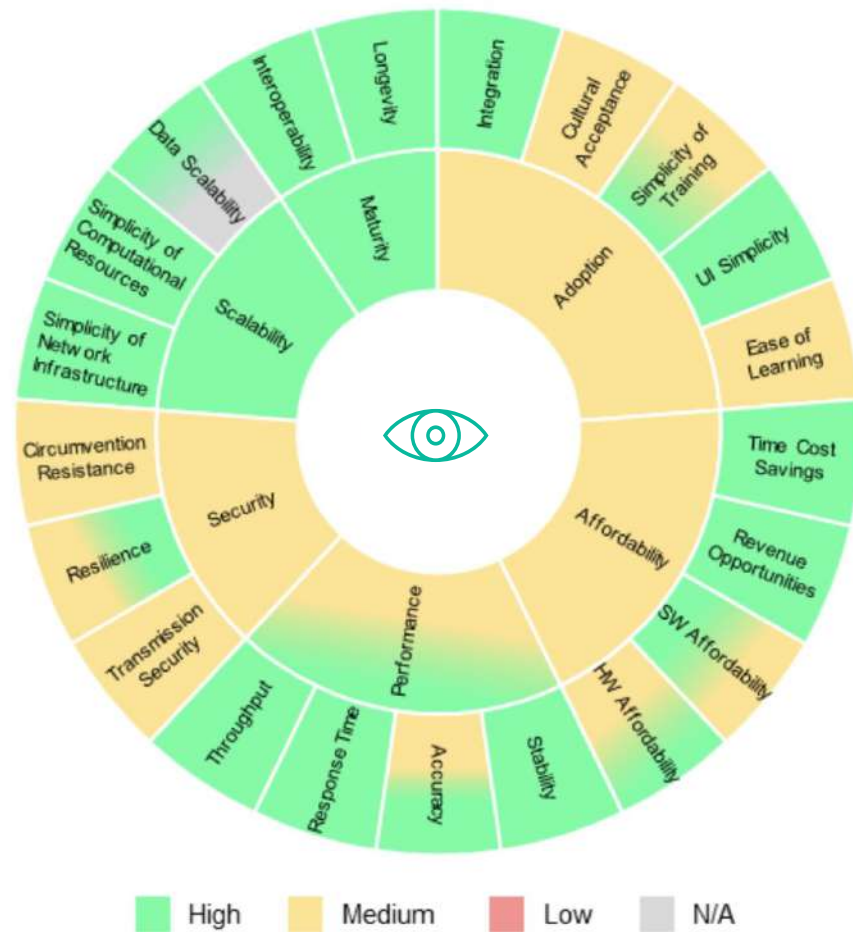 Integration
Cultural
Acceptance
Simplicity of
Training
UI Simplicity
Ease of
Learning
Time Cost
Savings
Revenue
Opportunities
SW Affordability
HW Affordability
Stability
Accuracy
Response Time
Throughput
Transmission
Security
Resilience
Circumvention
Resistance
Simplicity of
Network
Infrastructure
Simplicity of
Computational
Resources
Data Scalability
Interoperability
Longevity
Adoption
Affordability
Performance
Security
Scalability
Maturity
High
Medium
Low
N/A